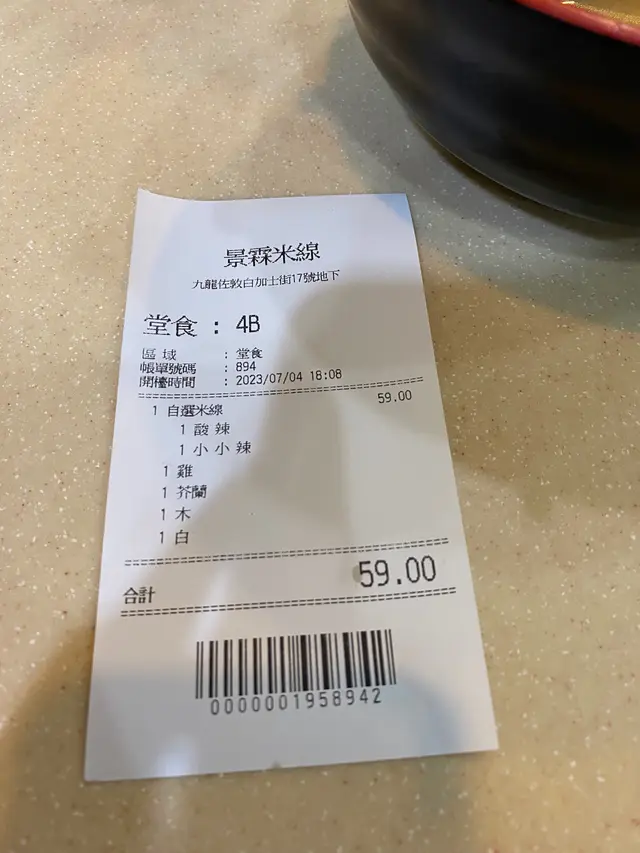 景霖米線
九龍佐敦白加士街17號地下
堂食 : 4B
區域 : 堂食
帳單號碼 : 894
開檯時間 : 2023/07/04 18:08
1 自選米線 59.00
1 酸辣
1 小小辣
1 雞
1 芥蘭
1 木
1 白
合計 59.00
0000001958942